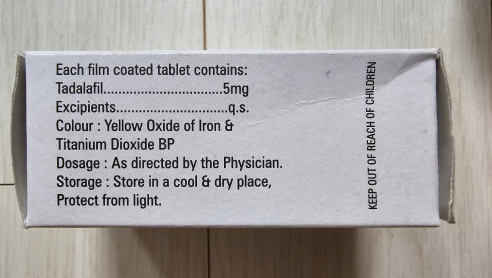 Each film coated tablet contains:
Tadalafil..................................5mg
Excipients...............................q.s.
Colour : Yellow Oxide of Iron &
Titanium Dioxide BP
Dosage : As directed by the Physician.
Storage : Store in a cool & dry place,
Protect from light.
KEEP OUT OF REACH OF CHILDREN